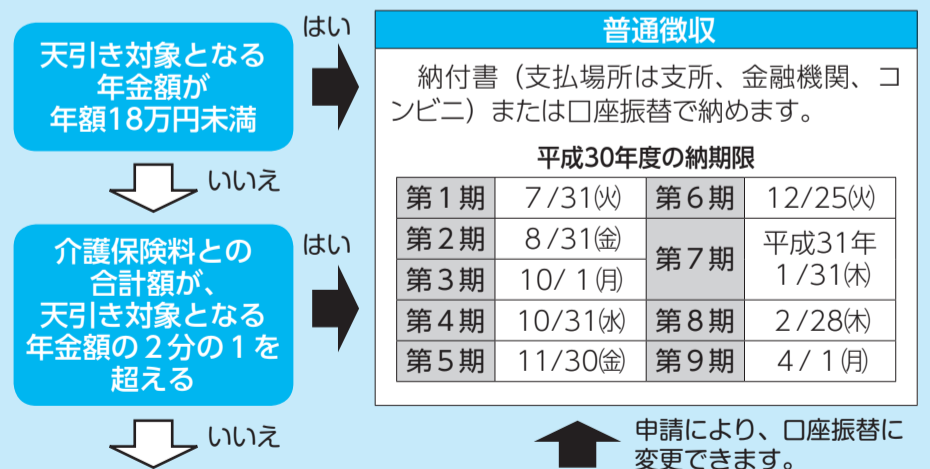 天引き対象となる
年金額が
年額18万円未満
はい
いいえ
介護保険料との
合計額が、
天引き対象となる
年金額の２分の１を
超える
はい
いいえ
普通徴収
納付書（支払場所は支所、金融機関、コ
ンビニ）または口座振替で納めます。
平成30年度の納期限
第１期 7/31㈫ 第６期 12/25㈫
第２期 8/31㈮ 第７期 平成31年
1/31㈭
第３期 10/1㈪
第４期 10/31㈬ 第８期 2/28㈭
第５期 11/30㈮ 第９期 4/1㈪
申請により、口座振替に
変更できます。